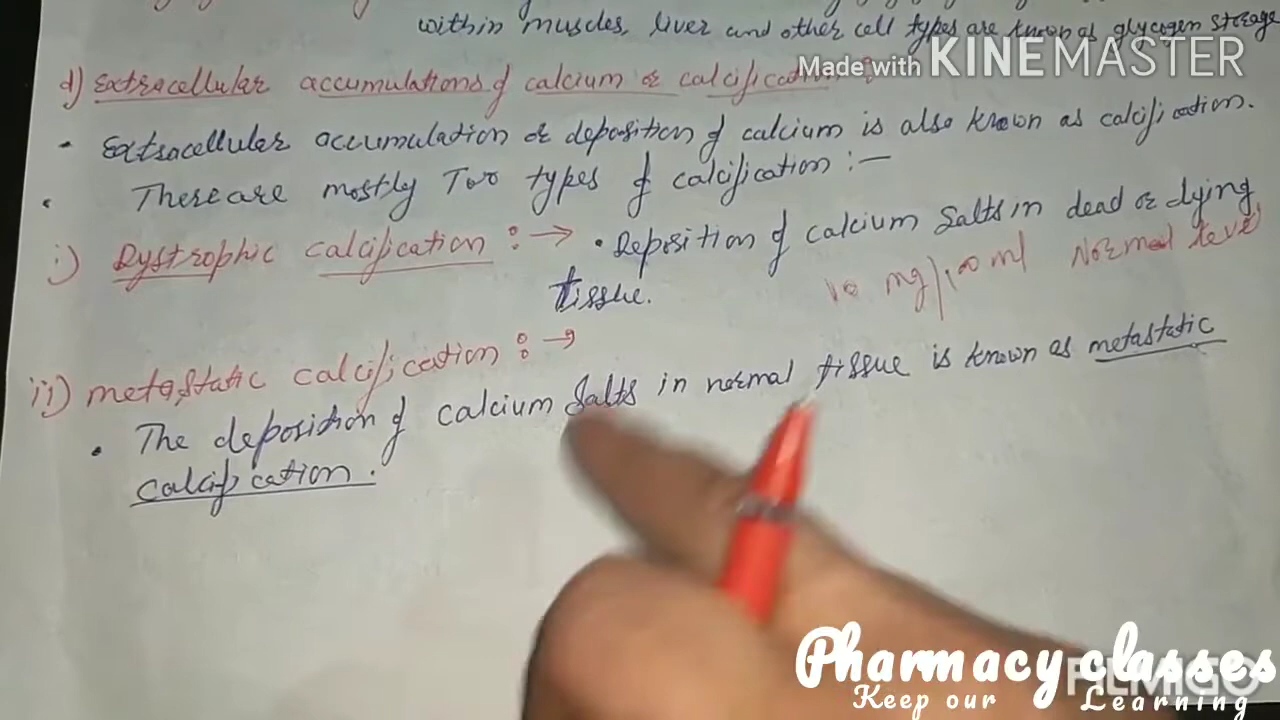 within muscles, liver and other cell types are known as glycogen storage
Made with KINEMASTER
d) Extracellular accumulations of calcium or calcification :
• Extracellular accumulation or deposition of calcium is also known as calcification.
• There are mostly Two types of calcification :—
i) Dystrophic calcification : → • Deposition of calcium salts in dead or dying
tissue.
10 mg/100 ml Normal level
ii) metastatic calcification : →
• The deposition of calcium salts in normal tissue is known as metastatic
calcification.
Pharmacy classes
FILMIGO
Keep our Learning